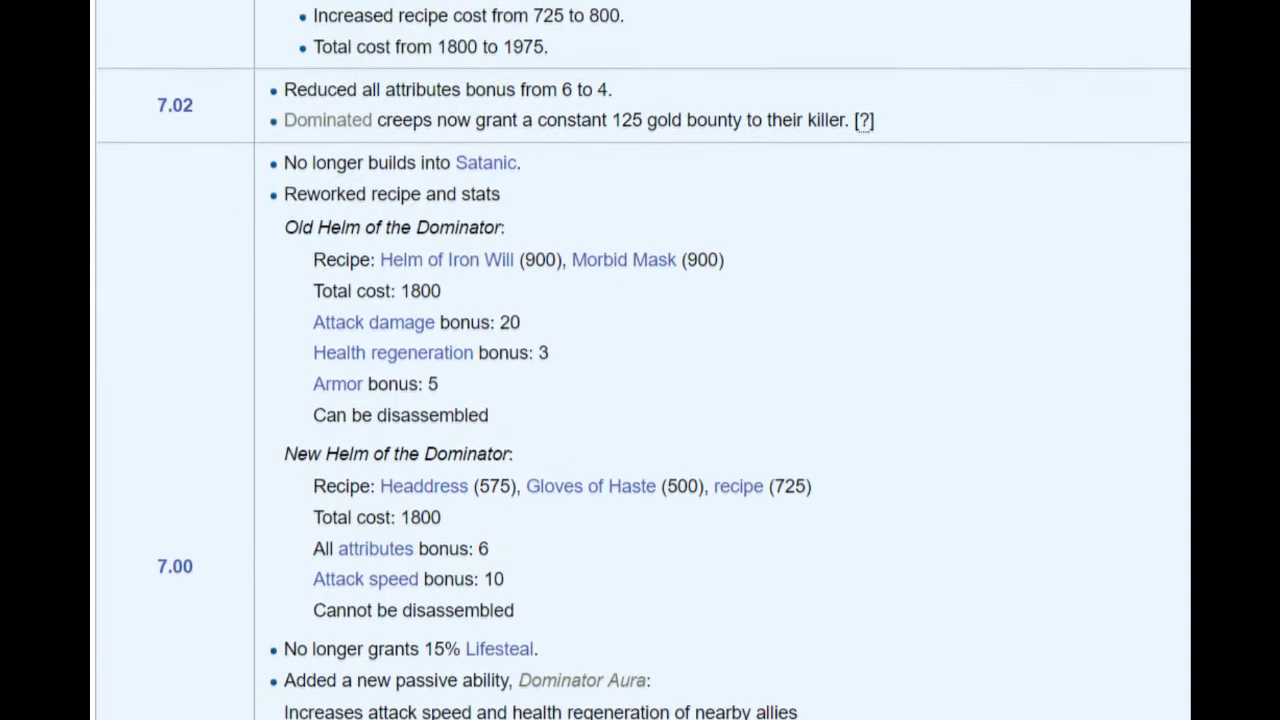 Increased recipe cost from 725 to 800.
Total cost from 1800 to 1975.
7.02
Reduced all attributes bonus from 6 to 4.
Dominated creeps now grant a constant 125 gold bounty to their killer. [?]
7.00
No longer builds into Satanic.
Reworked recipe and stats
Old Helm of the Dominator:
Recipe: Helm of Iron Will (900), Morbid Mask (900)
Total cost: 1800
Attack damage bonus: 20
Health regeneration bonus: 3
Armor bonus: 5
Can be disassembled
New Helm of the Dominator:
Recipe: Headdress (575), Gloves of Haste (500), recipe (725)
Total cost: 1800
All attributes bonus: 6
Attack speed bonus: 10
Cannot be disassembled
No longer grants 15% Lifesteal.
Added a new passive ability, Dominator Aura:
Increases attack speed and health regeneration of nearby allies